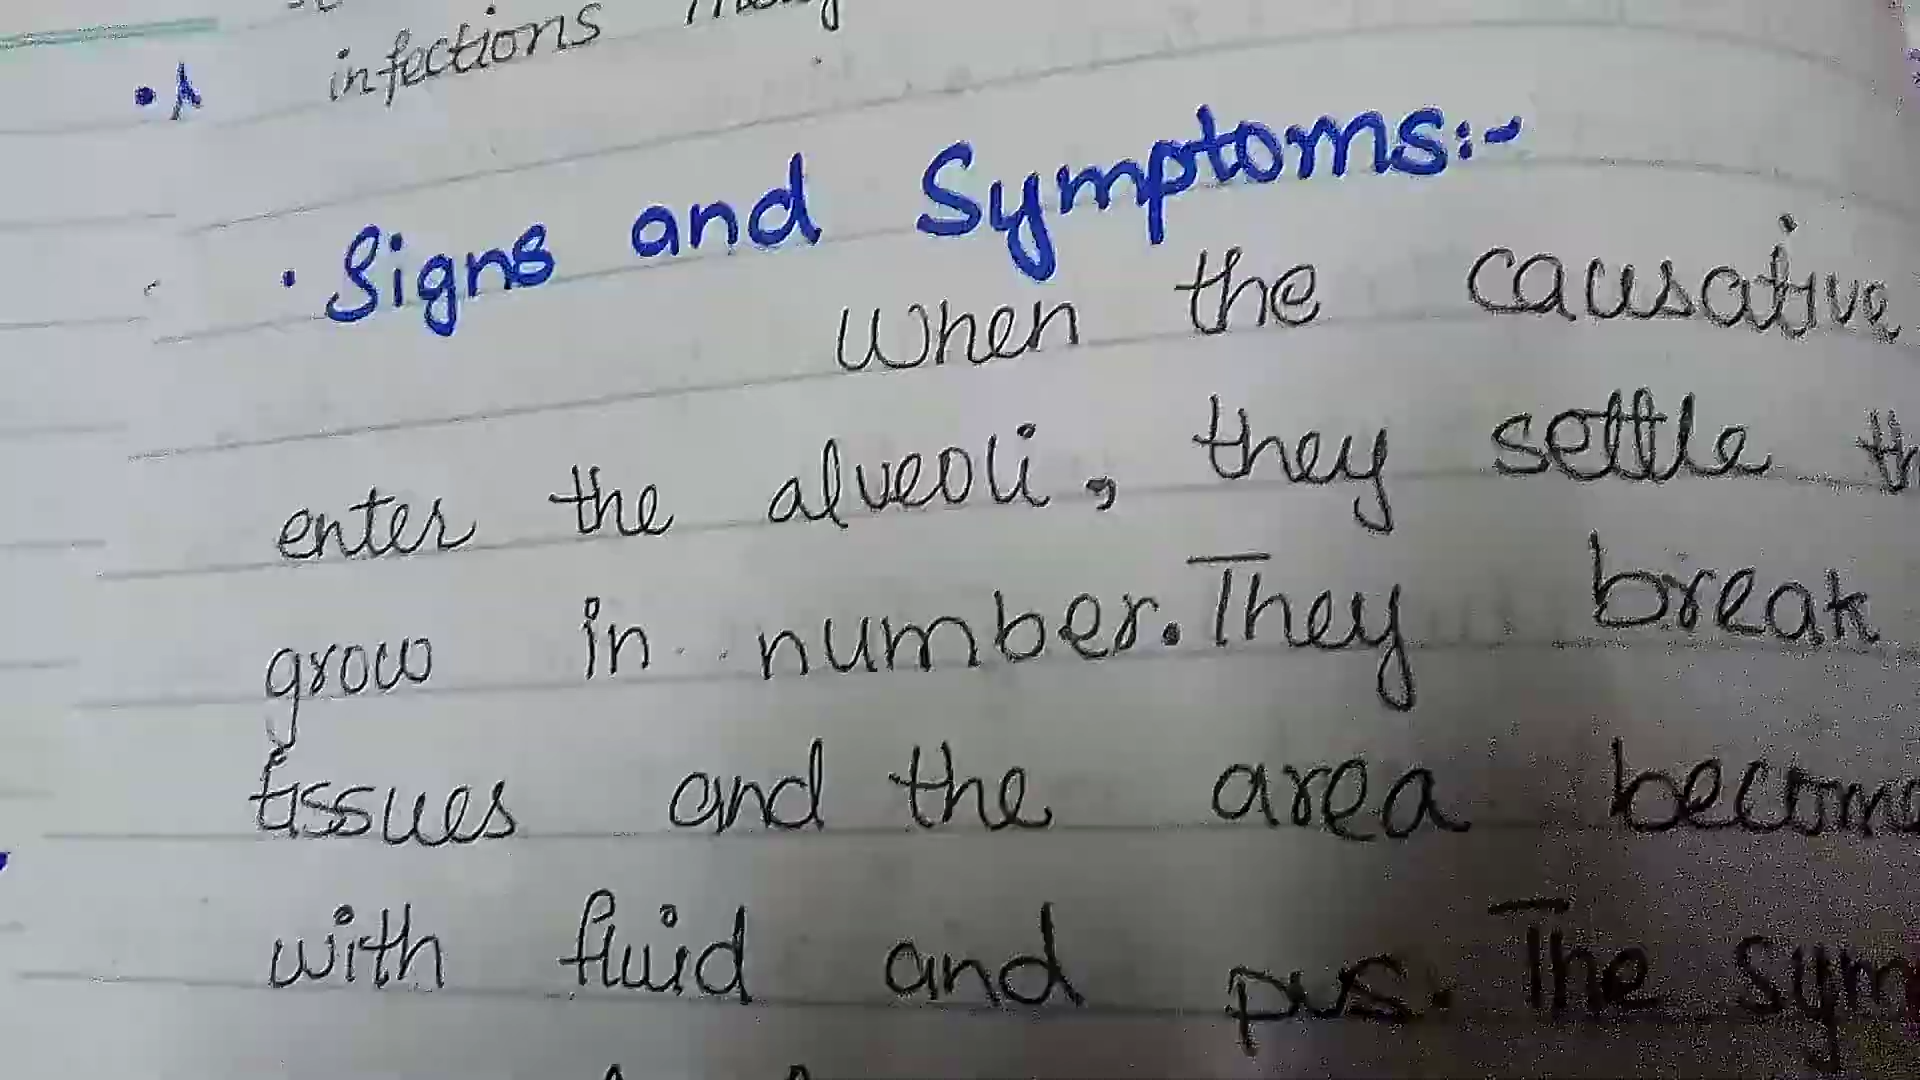 infections
• Signs and Symptoms:-
When the causative
enter the alveoli, they settle
grow in number. They break
tissues and the area
with fluid and pus. The